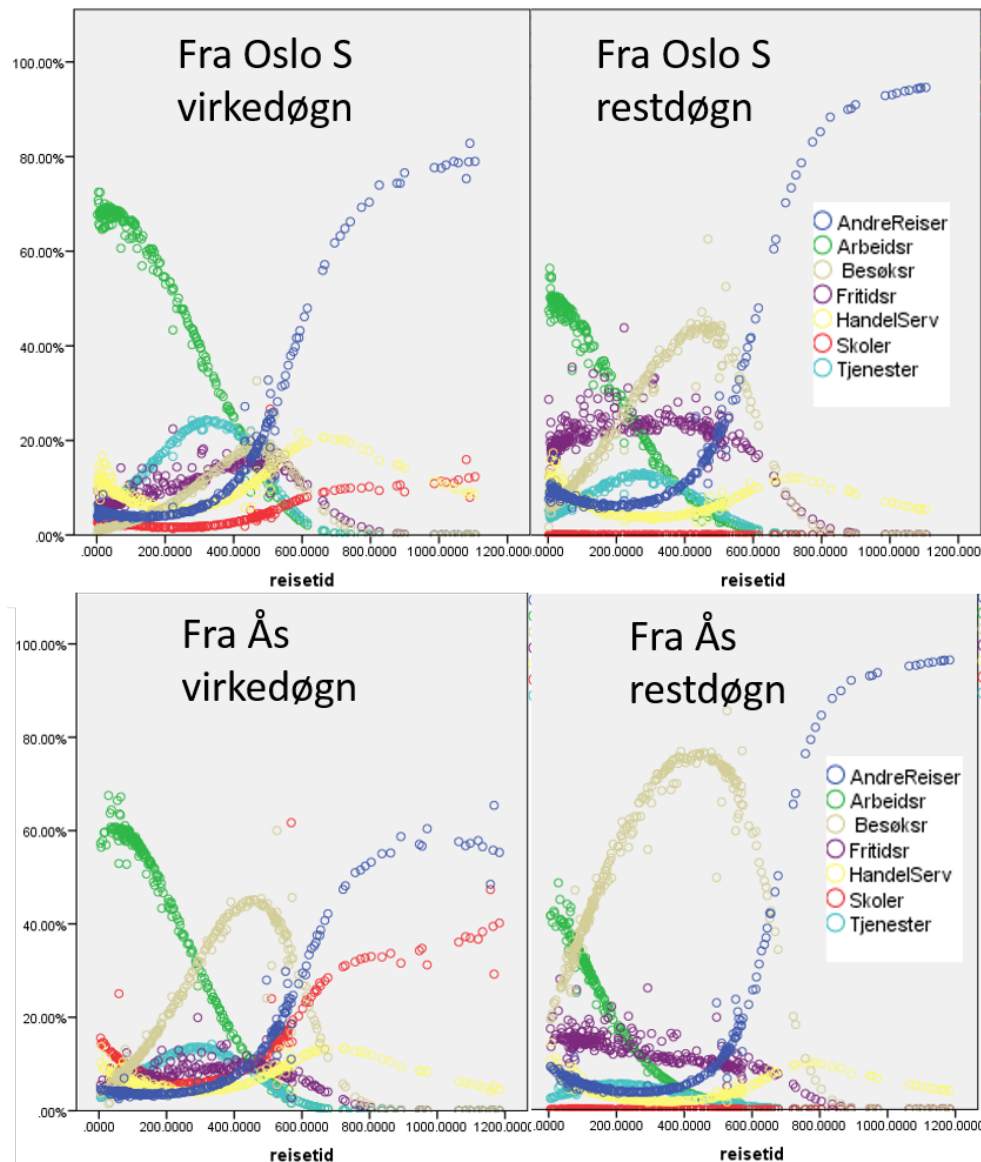 Fra Oslo S
virkedøgn
100.00%
80.00%
60.00%
40.00%
20.00%
.00%
.0000 200.0000 400.0000 600.0000 800.0000 1000.0000 1200.0000
reisetid
Fra Oslo S
restdøgn
AndreReiser
Arbeidsr
Besøksr
Fritidsr
HandelServ
Skoler
Tjenester
.0000 200.0000 400.0000 600.0000 800.0000 1000.0000 1200.0000
reisetid
Fra Ås
virkedøgn
100.00%
80.00%
60.00%
40.00%
20.00%
.00%
.0000 200.0000 400.0000 600.0000 800.0000 1000.0000 1200.0000
reisetid
Fra Ås
restdøgn
AndreReiser
Arbeidsr
Besøksr
Fritidsr
HandelServ
Skoler
Tjenester
.0000 200.0000 400.0000 600.0000 800.0000 1000.0000 1200.0000
reisetid